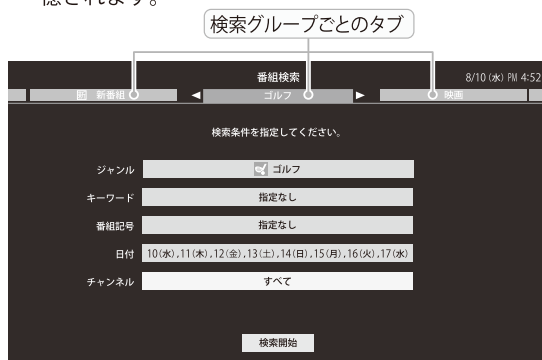 隠されます。
検索グループごとのタブ
番組検索
8/10 (水) PM 4:52
新番組
◀ ゴルフ ▶
映画
検索条件を指定してください。
ジャンル ゴルフ
キーワード 指定なし
番組記号 指定なし
日付 10(水),11(木),12(金),13(土),14(日),15(月),16(火),17(水)
チャンネル すべて
検索開始